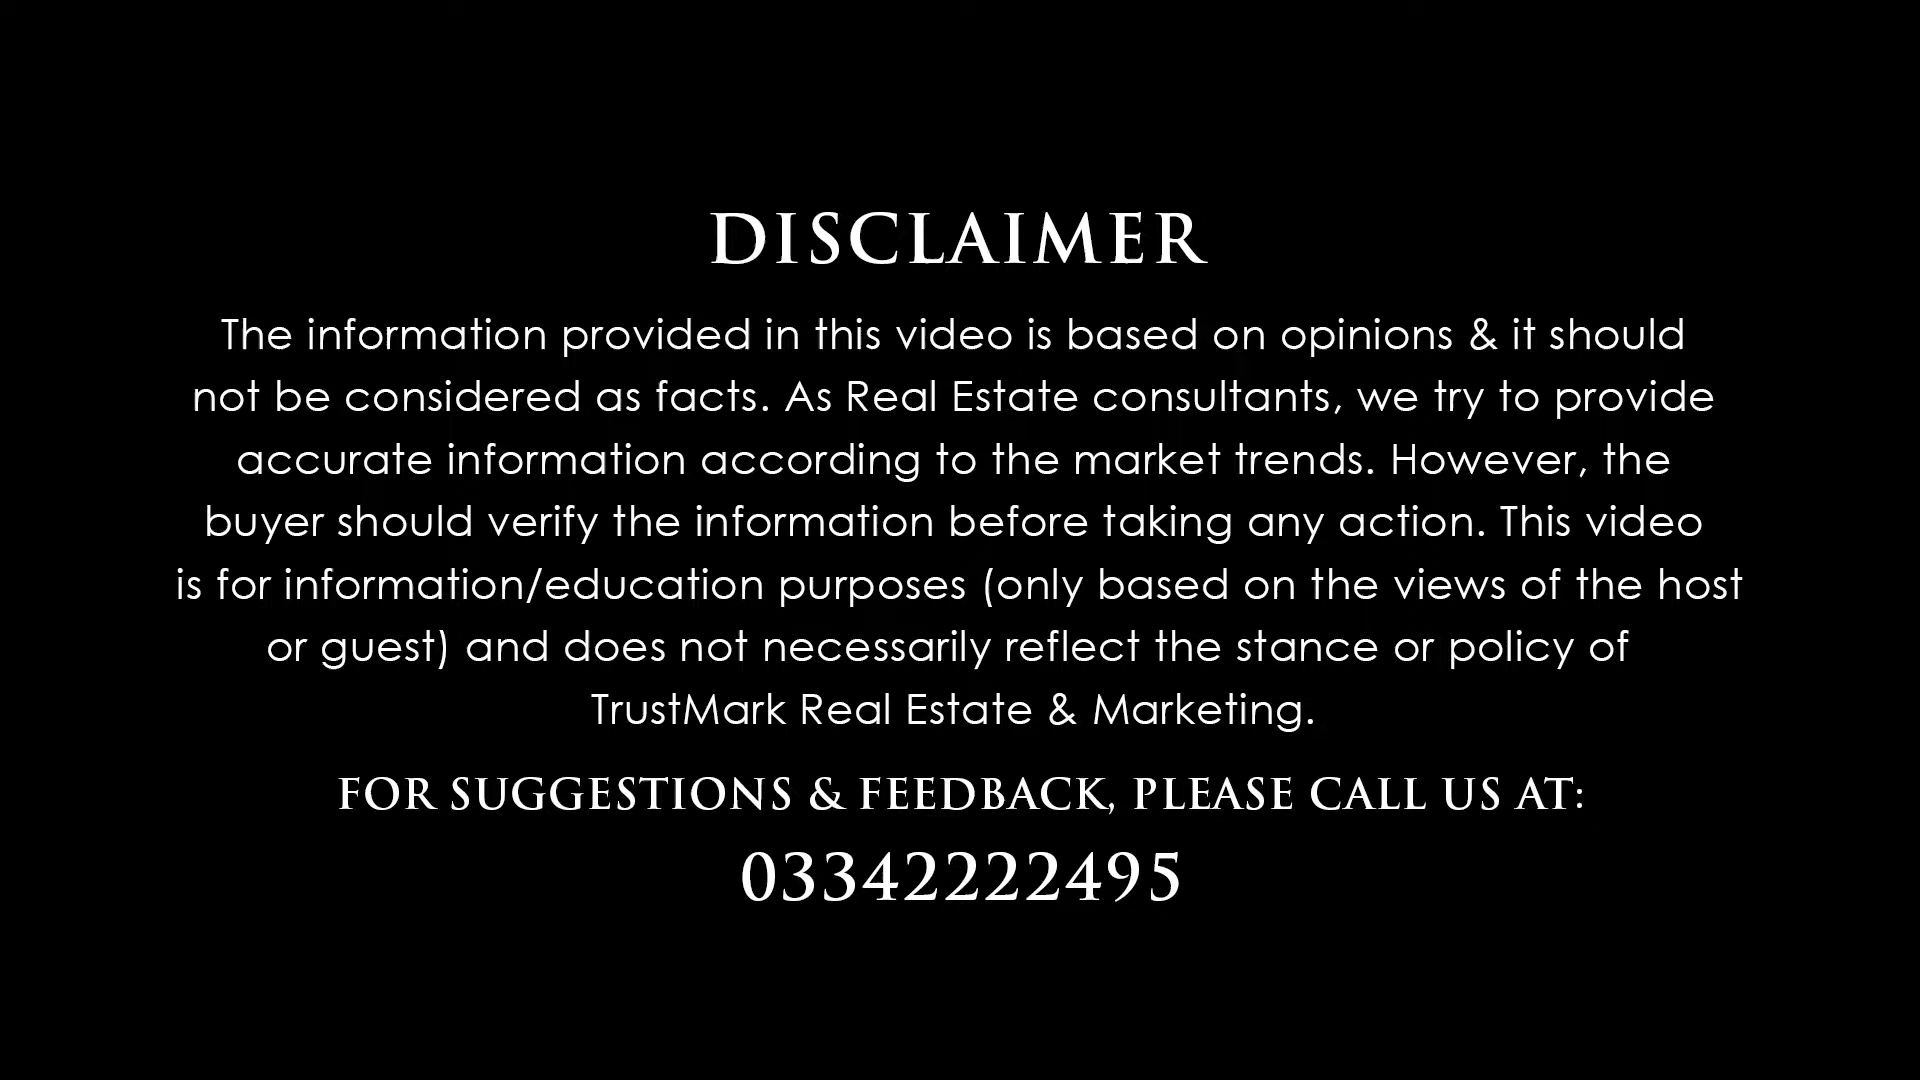 DISCLAIMER
The information provided in this video is based on opinions & it should
not be considered as facts. As Real Estate consultants, we try to provide
accurate information according to the market trends. However, the
buyer should verify the information before taking any action. This video
is for information/education purposes (only based on the views of the host
or guest) and does not necessarily reflect the stance or policy of
TrustMark Real Estate & Marketing.
FOR SUGGESTIONS & FEEDBACK, PLEASE CALL US AT:
03342222495